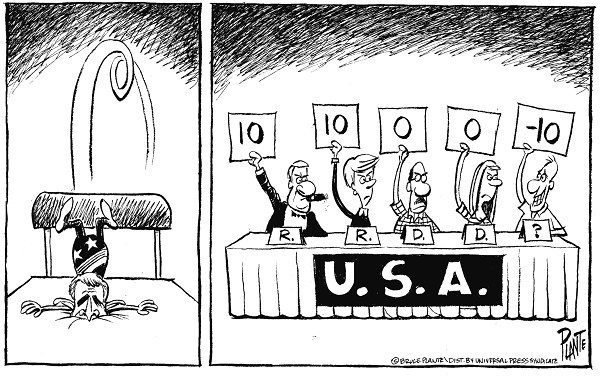 10 10 0 0 -10
R. R. D. D. ?
U.S.A.
PLANTE
©BRUCE PLANTE\DIST. BY UNIVERSAL PRESS SYNDICATE